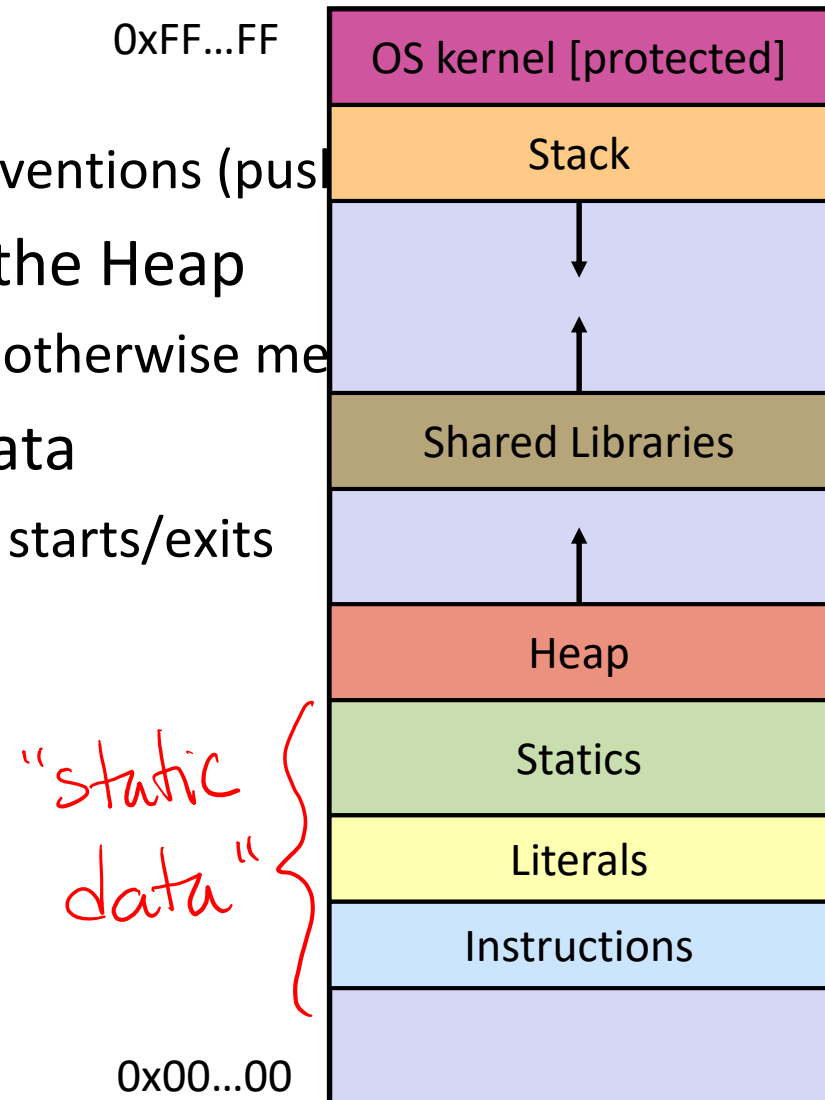 0xFF…FF
OS kernel [protected]
ventions (pus
Stack
the Heap
otherwise me
Shared Libraries
ata
starts/exits
Heap
Statics
"static
data"
Literals
Instructions
0x00…00